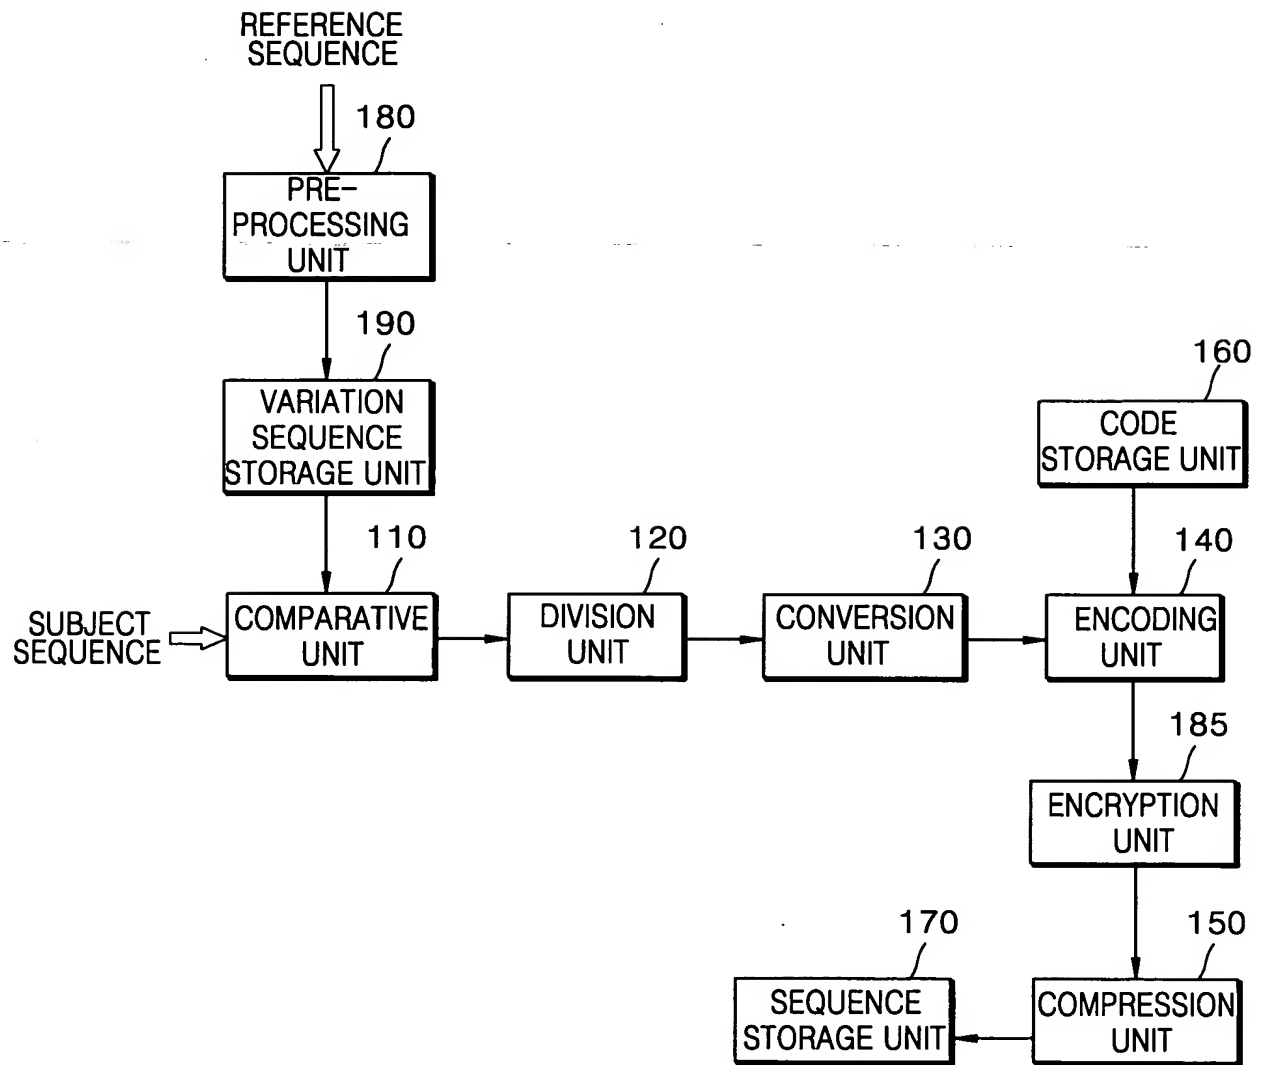 REFERENCE
SEQUENCE
180
PRE-
PROCESSING
UNIT
190
VARIATION
SEQUENCE
STORAGE UNIT
160
CODE
STORAGE UNIT
110
120
130
140
SUBJECT
SEQUENCE
COMPARATIVE
UNIT
DIVISION
UNIT
CONVERSION
UNIT
ENCODING
UNIT
185
ENCRYPTION
UNIT
170
150
SEQUENCE
STORAGE UNIT
COMPRESSION
UNIT